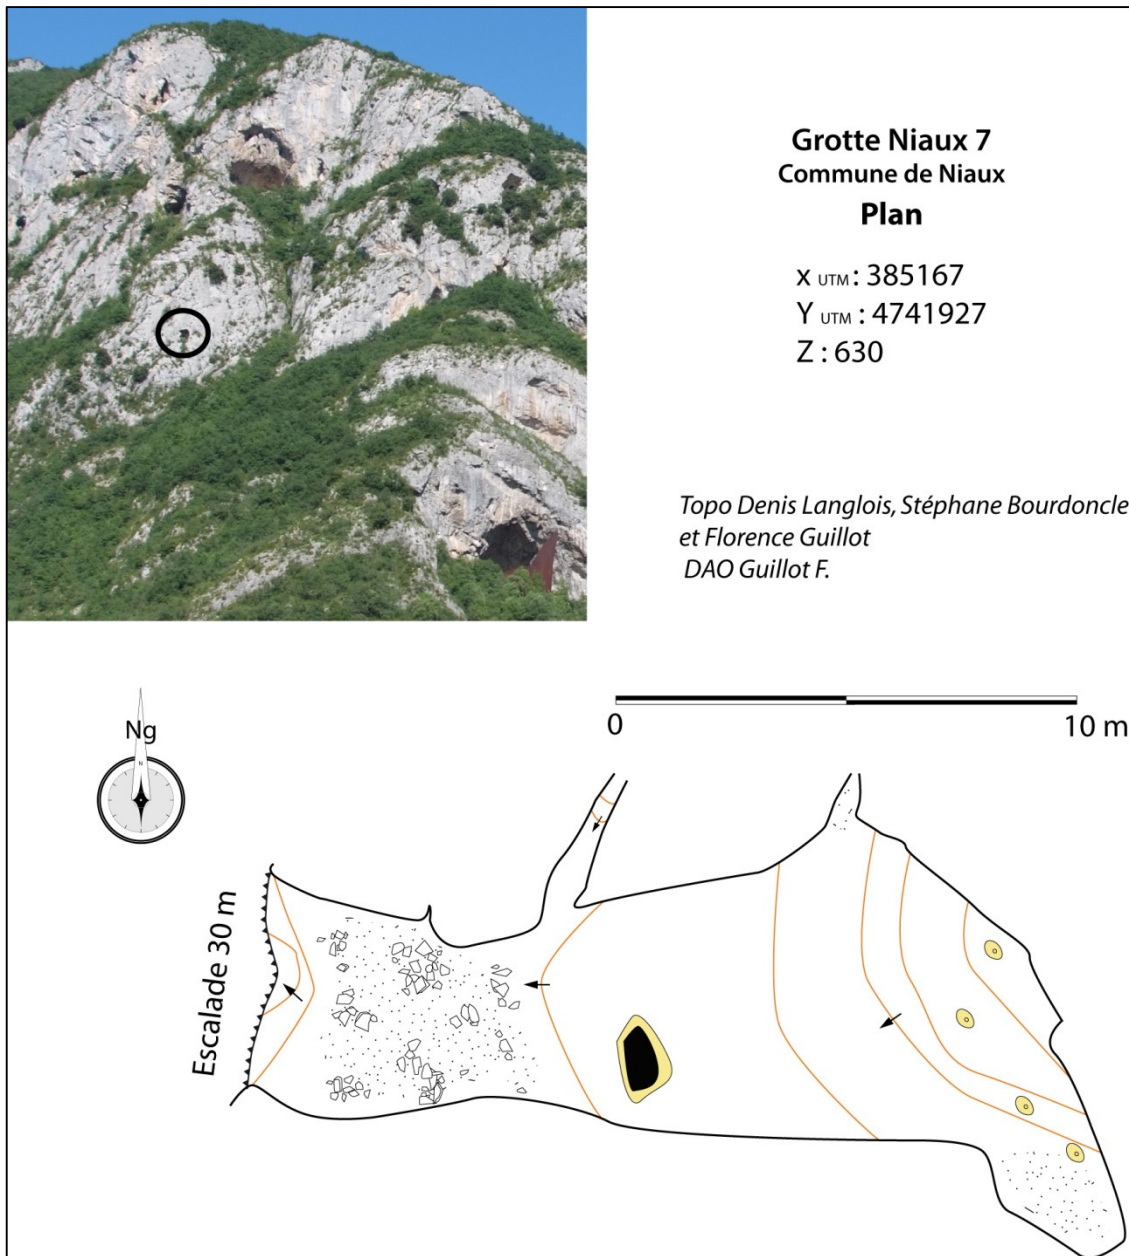 Grotte Niaux 7
Commune de Niaux
Plan
x UTM : 385167
Y UTM : 4741927
Z : 630
Topo Denis Langlois, Stéphane Bourdoncle
et Florence Guillot
DAO Guillot F.
0
10 m
Ng
N
Escalade 30 m